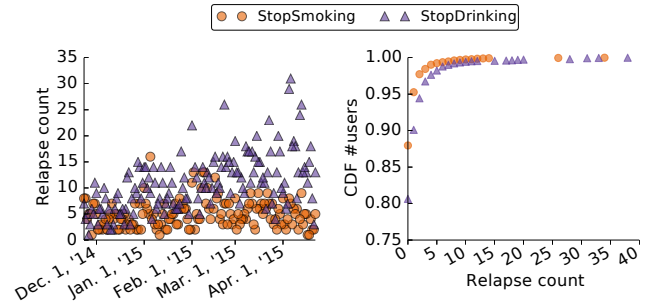 StopSmoking StopDrinking
Relapse count
35
30
25
20
15
10
5
0
Dec. 1, '14
Jan. 1, '15
Feb. 1, '15
Mar. 1, '15
Apr. 1, '15
CDF #users
1.00
0.95
0.90
0.85
0.80
0.75
0 5 10 15 20 25 30 35 40
Relapse count